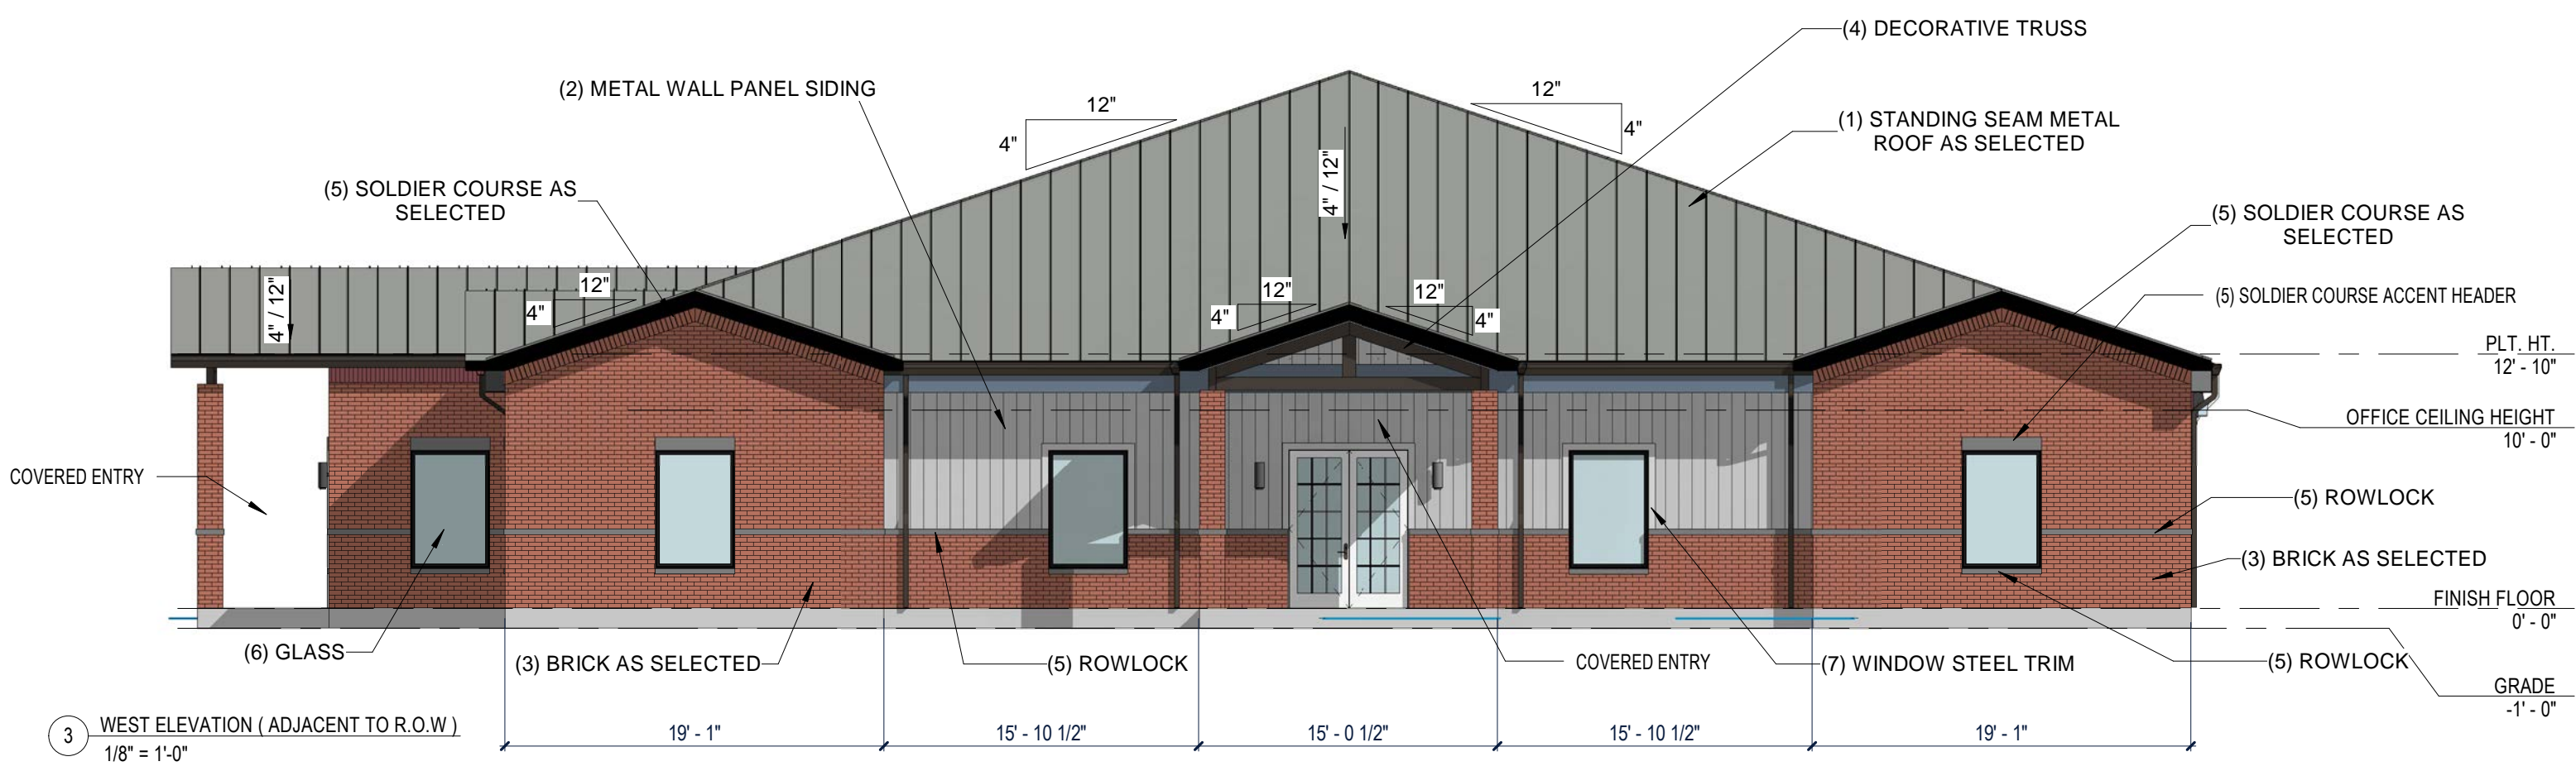 (4) DECORATIVE TRUSS
(2) METAL WALL PANEL SIDING
12"
4"
12"
4"
(1) STANDING SEAM METAL
ROOF AS SELECTED
4" / 12"
(5) SOLDIER COURSE AS
SELECTED
(5) SOLDIER COURSE AS
SELECTED
4" / 12"
12"
4"
12"
4"
12"
4"
(5) SOLDIER COURSE ACCENT HEADER
PLT. HT.
12' - 10"
OFFICE CEILING HEIGHT
10' - 0"
COVERED ENTRY
(5) ROWLOCK
(3) BRICK AS SELECTED
FINISH FLOOR
0' - 0"
(6) GLASS
(3) BRICK AS SELECTED
(5) ROWLOCK
COVERED ENTRY
(7) WINDOW STEEL TRIM
(5) ROWLOCK
GRADE
-1' - 0"
3
WEST ELEVATION ( ADJACENT TO R.O.W )
1/8" = 1'-0"
19' - 1"
15' - 10 1/2"
15' - 0 1/2"
15' - 10 1/2"
19' - 1"